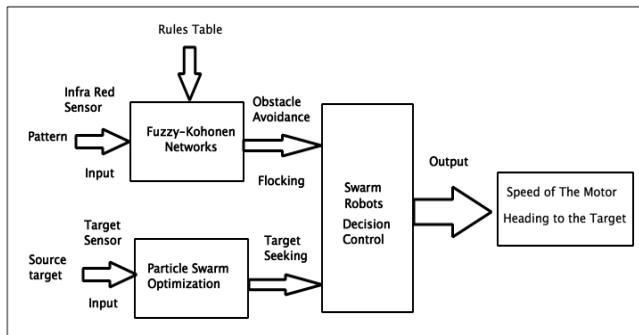 Rules Table
Infra Red
Sensor
Pattern
Input
Fuzzy-Kohonen
Networks
Obstacle
Avoidance
Flocking
Target
Sensor
Source
target
Input
Particle Swarm
Optimization
Target
Seeking
Swarm
Robots
Decision
Control
Output
Speed of The Motor
Heading to the Target